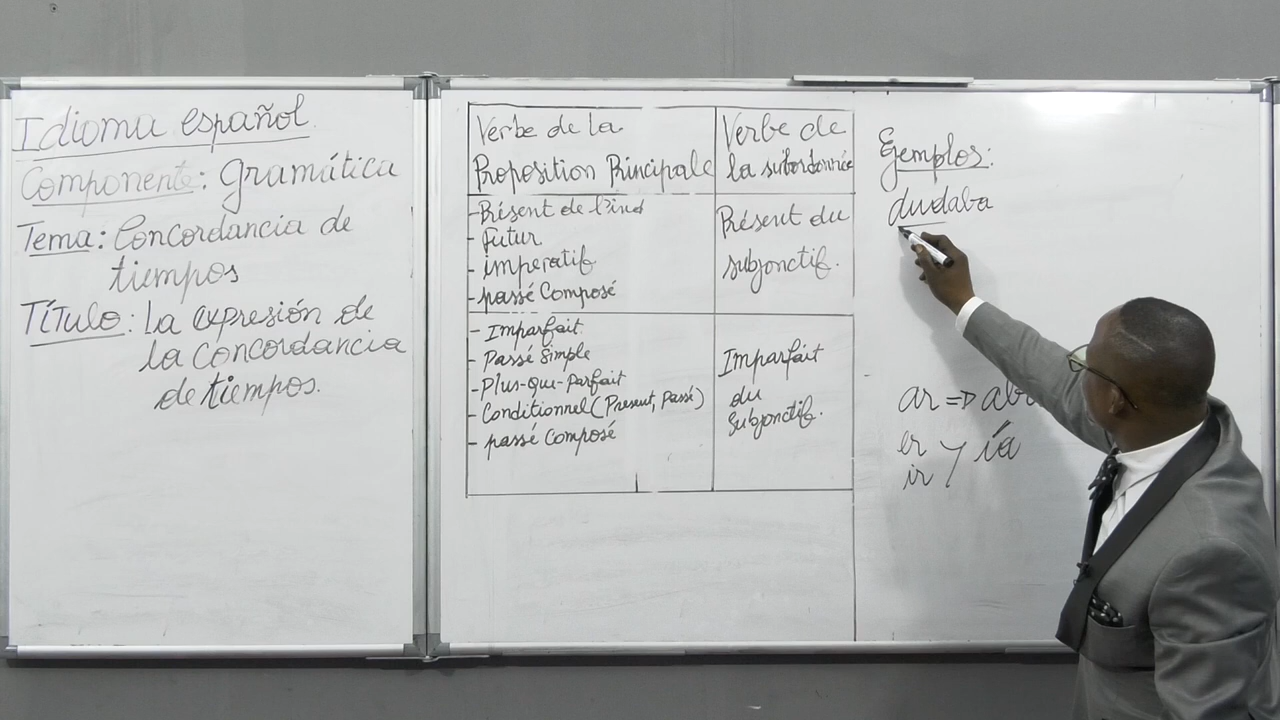 Idioma español
Componente: Gramática
Tema: Concordancia de
tiempos
Título: La expresión de
la Concordancia
de tiempos.
Verbe de la
Proposition Principale
- Présent de l'ind
- futur
- imperatif
- passé Composé
- Imparfait
- Passé Simple
- Plus-Que-Parfait
- Conditionnel (Present, Passé)
- passé Composé
Verbe de
la subordonnée
Présent du
subjonctif.
Imparfait
du
Subjonctif.
Ejemplos:
dudaba
ar => aba
er
ir
y ía